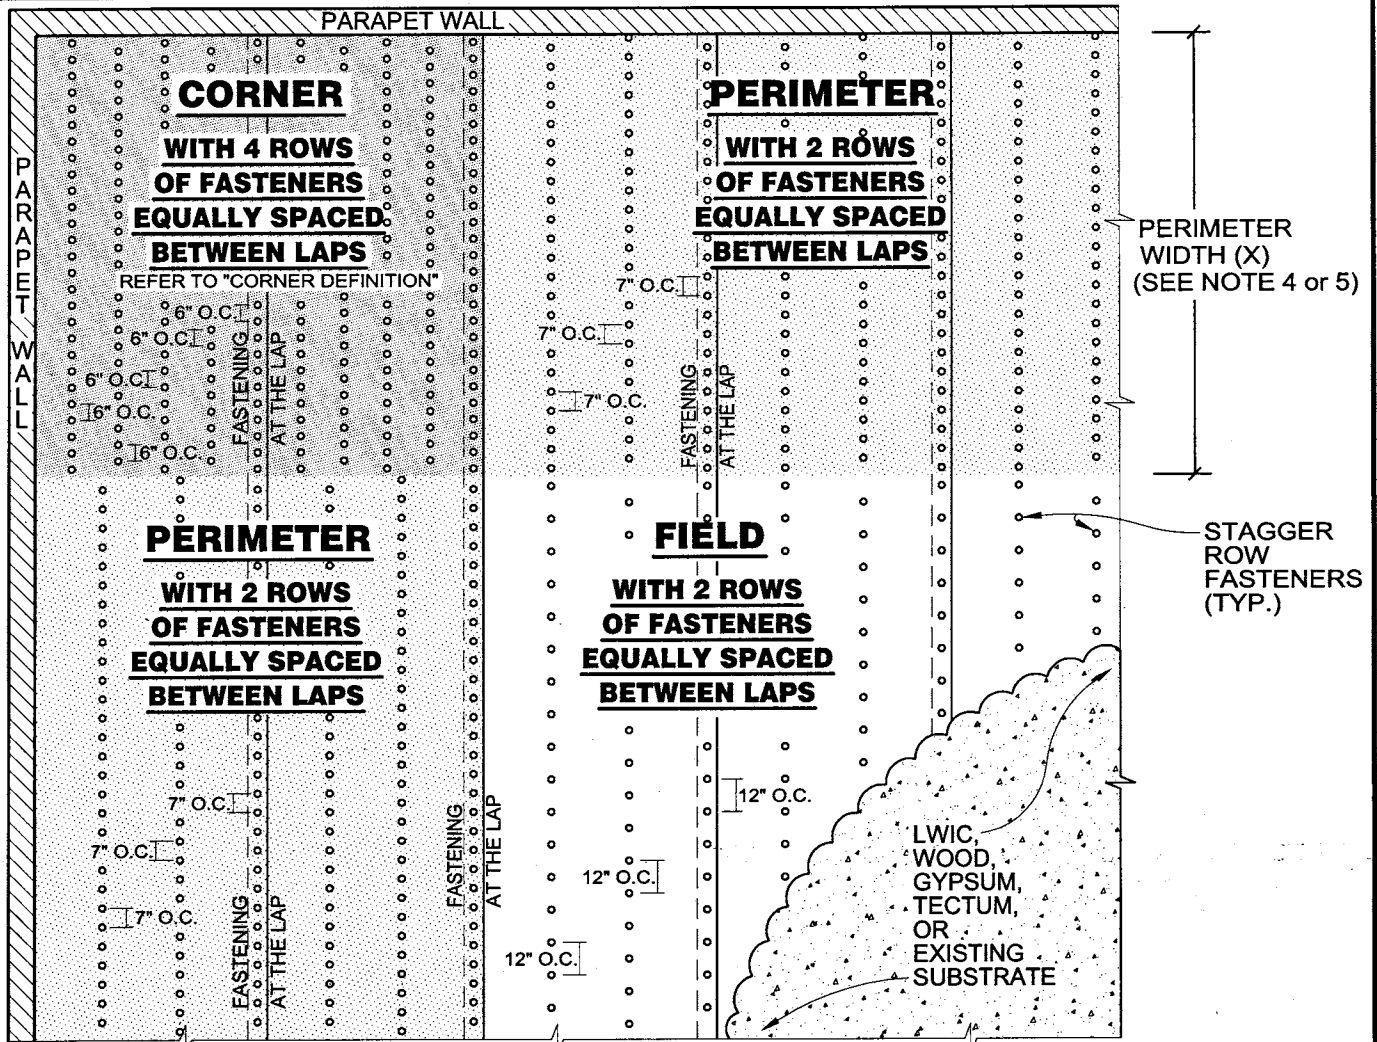 PARAPET WALL
PARAPET WALL
CORNER
WITH 4 ROWS
OF FASTENERS
EQUALLY SPACED
BETWEEN LAPS
REFER TO "CORNER DEFINITION"
6" O.C.
6" O.C.
6" O.C.
6" O.C.
6" O.C.
FASTENING
AT THE LAP
PERIMETER
WITH 2 ROWS
OF FASTENERS
EQUALLY SPACED
BETWEEN LAPS
7" O.C.
7" O.C.
7" O.C.
FASTENING
AT THE LAP
PERIMETER
WIDTH (X)
(SEE NOTE 4 or 5)
PERIMETER
WITH 2 ROWS
OF FASTENERS
EQUALLY SPACED
BETWEEN LAPS
7" O.C.
7" O.C.
7" O.C.
FASTENING
AT THE LAP
FASTENING
AT THE LAP
FIELD
WITH 2 ROWS
OF FASTENERS
EQUALLY SPACED
BETWEEN LAPS
12" O.C.
12" O.C.
12" O.C.
STAGGER
ROW
FASTENERS
(TYP.)
LWIC,
WOOD,
GYPSUM,
TECTUM,
OR
EXISTING
SUBSTRATE